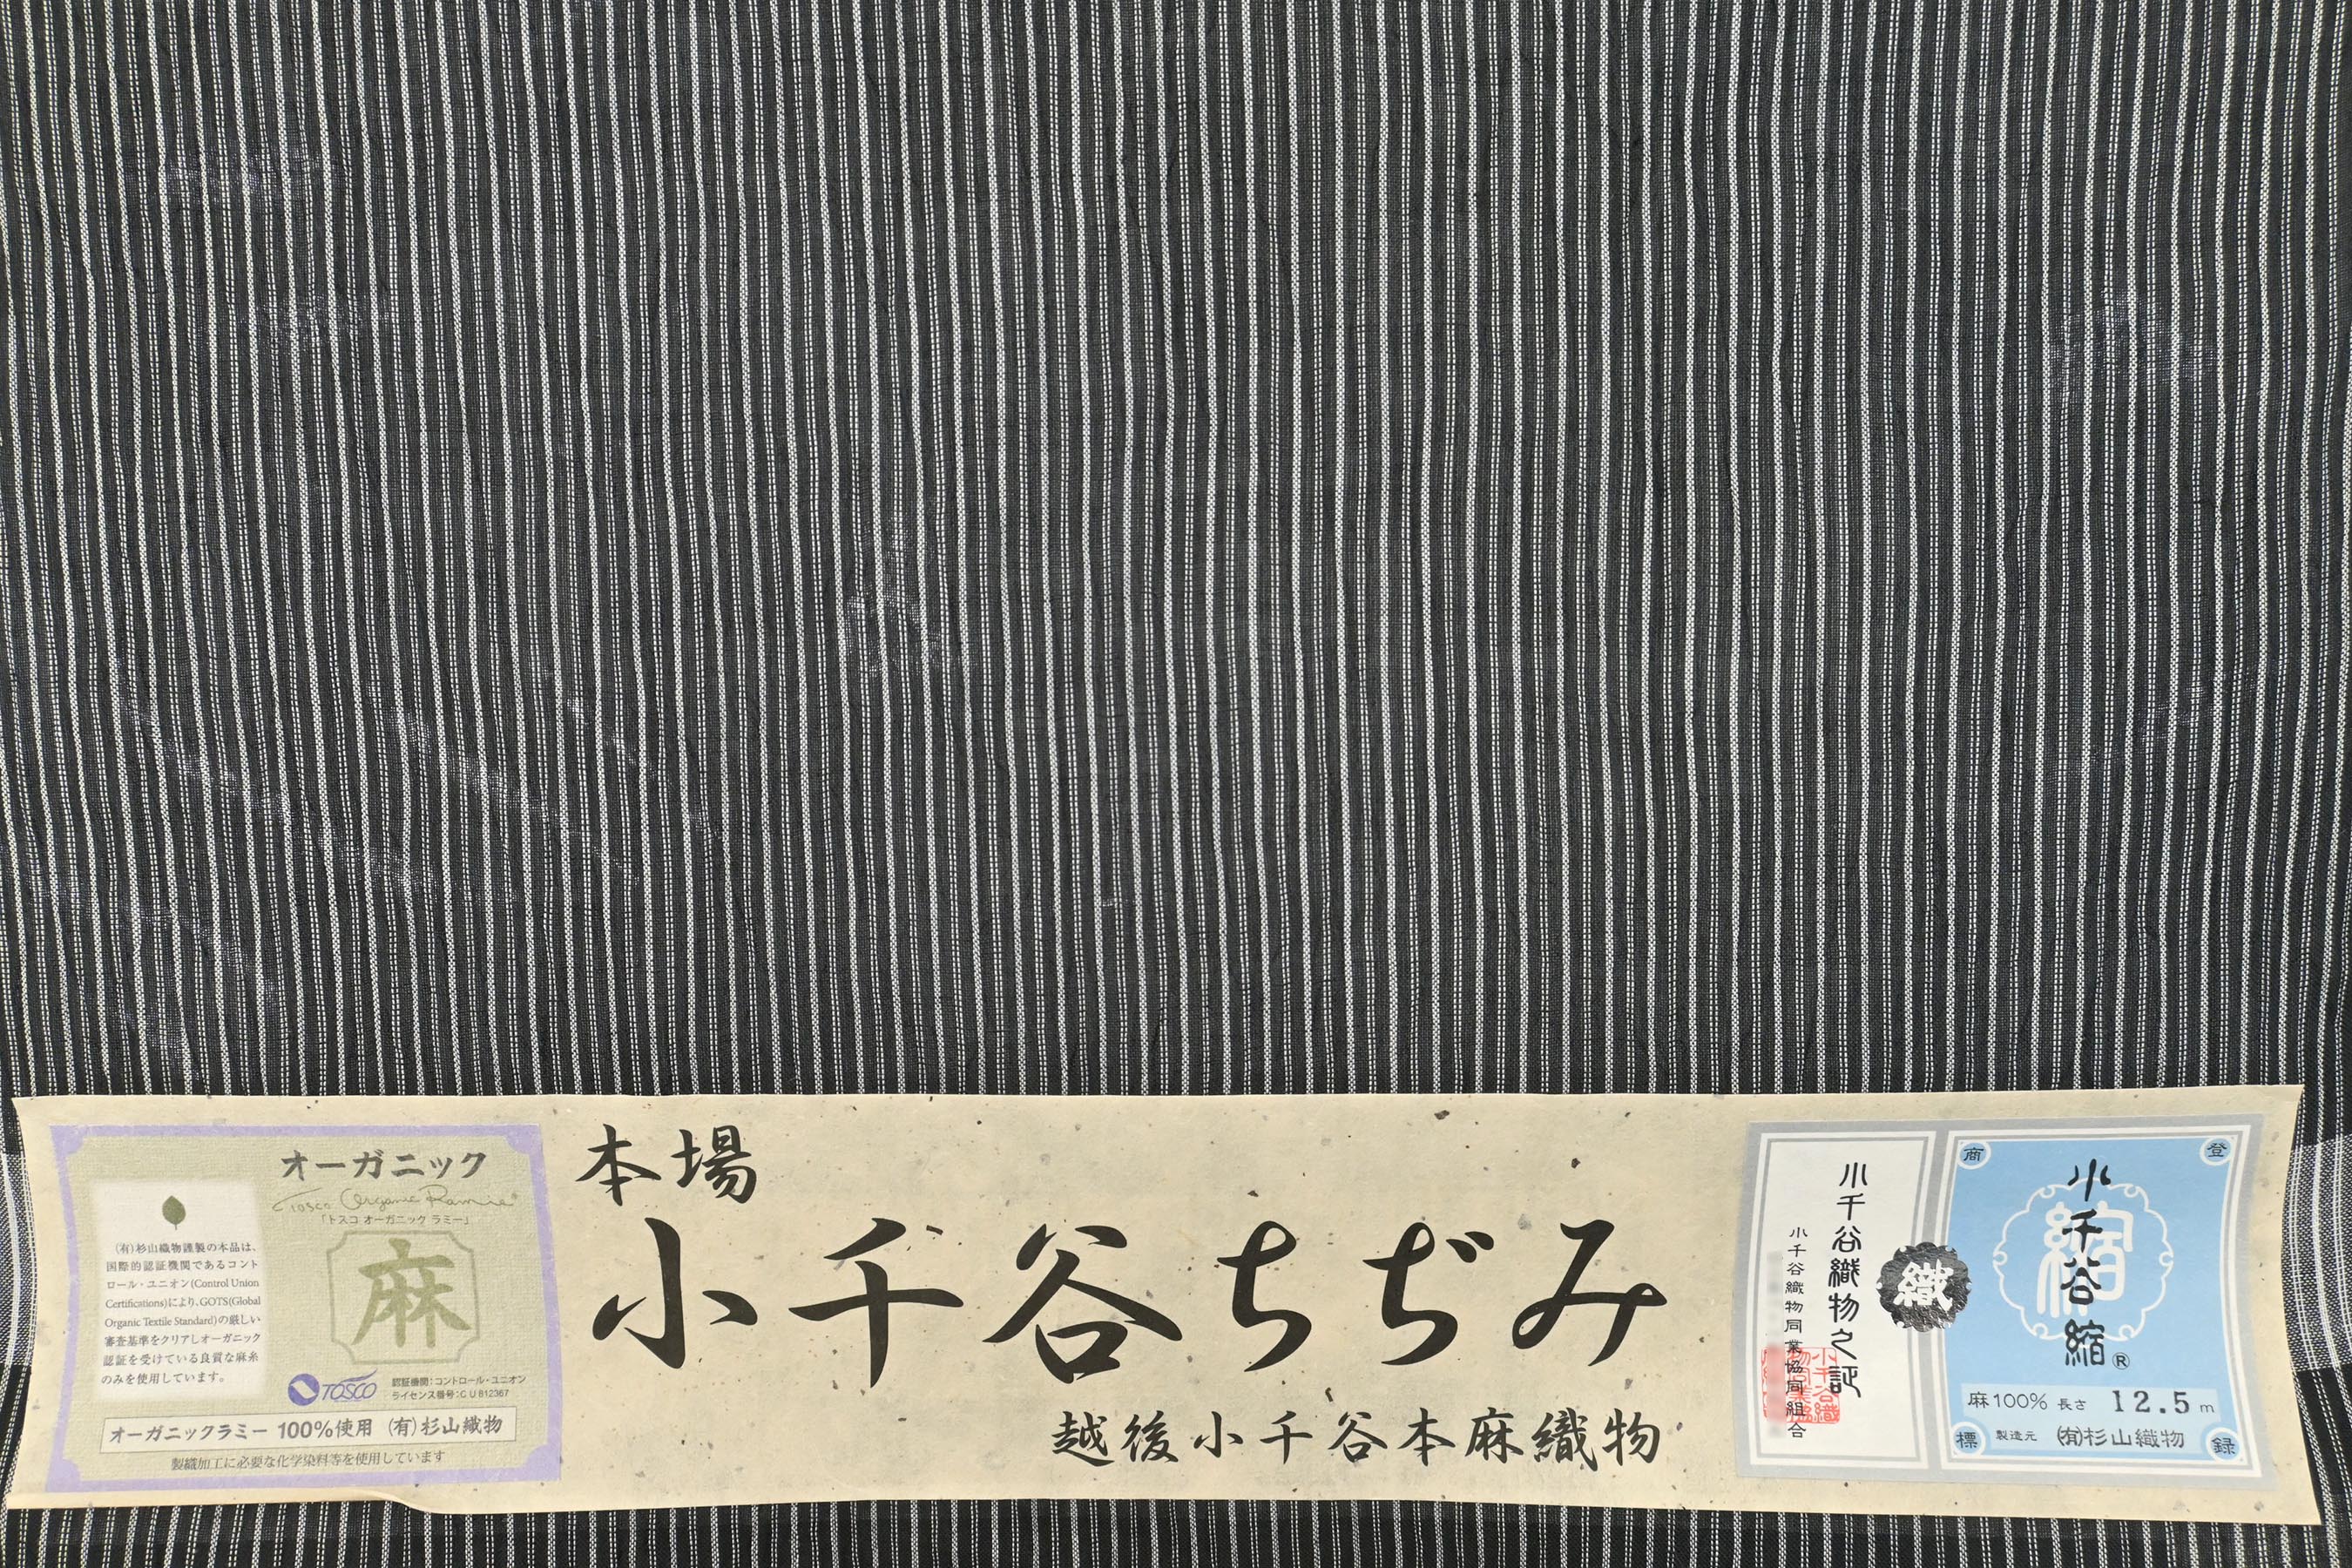 オーガニック
Tosco Organic Ramie®
「トスコ オーガニック ラミー」
麻
(有)杉山織物謹製の本品は、
国際的認証機関であるコント
ロール・ユニオン(Control Union
Certifications)により、GOTS(Global
Organic Textile Standard)の厳しい
審査基準をクリアしオーガニック
認証を受けている良質な麻糸
のみを使用しています。
TOSCO
認証機関:コントロール・ユニオン
ライセンス番号:CU812367
オーガニックラミー 100%使用 (有)杉山織物
製織加工に必要な化学染料等を使用しています
本場
小千谷ちぢみ
越後小千谷本麻織物
小千谷織物之証
小千谷織物同業協同組合
織
登録商標
縮
小千谷縮®
麻100% 長さ 12.5m
製造元 (有)杉山織物